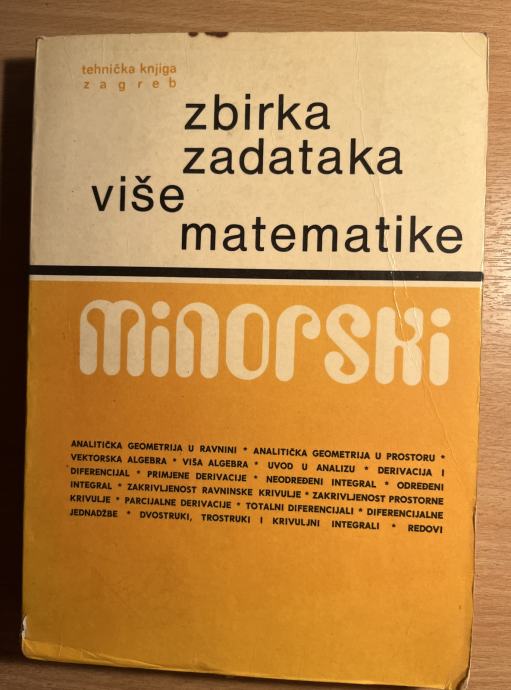 tehnička knjiga
zagreb
zbirka
zadataka
više
matematike
minorski
ANALITIČKA GEOMETRIJA U RAVNINI * ANALITIČKA GEOMETRIJA U PROSTORU *
VEKTORSKA ALGEBRA * VIŠA ALGEBRA * UVOD U ANALIZU * DERIVACIJA I
DIFERENCIJAL * PRIMJENE DERIVACIJE * NEODREĐENI INTEGRAL * ODREĐENI
INTEGRAL * ZAKRIVLJENOST RAVNINSKE KRIVULJE * ZAKRIVLJENOST PROSTORNE
KRIVULJE * PARCIJALNE DERIVACIJE * TOTALNI DIFERENCIJALI * DIFERENCIJALNE
JEDNADŽBE * DVOSTRUKI, TROSTRUKI I KRIVULJNI INTEGRALI * REDOVI